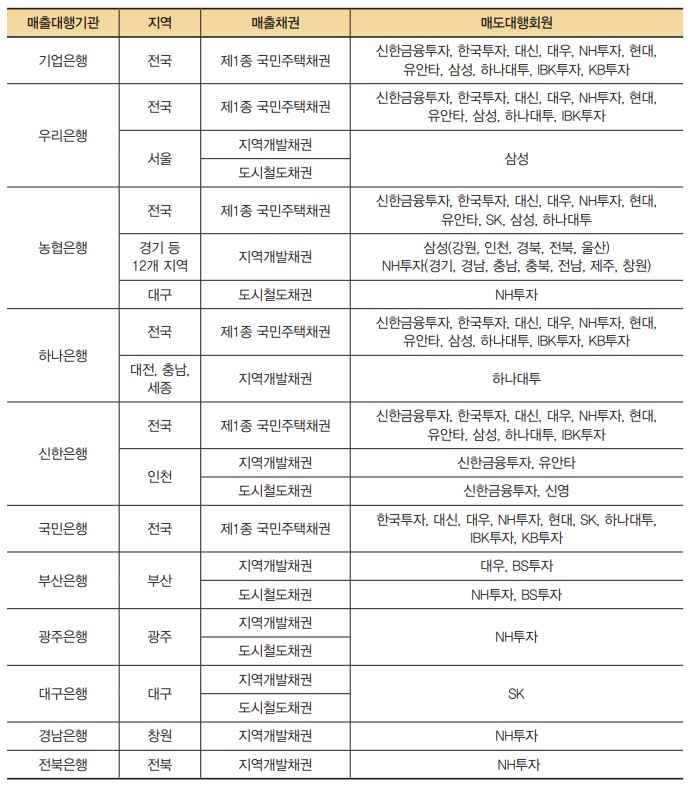 매출대행기관 지역 매출채권 매도대행회원
기업은행 전국 제1종 국민주택채권 신한금융투자, 한국투자, 대신, 대우, NH투자, 현대,
유안타, 삼성, 하나대투, IBK투자, KB투자
우리은행 전국 제1종 국민주택채권 신한금융투자, 한국투자, 대신, 대우, NH투자, 현대,
유안타, 삼성, 하나대투, IBK투자
서울 지역개발채권 삼성
도시철도채권
농협은행 전국 제1종 국민주택채권 신한금융투자, 한국투자, 대신, 대우, NH투자, 현대,
유안타, SK, 삼성, 하나대투
경기 등 지역개발채권 삼성(강원, 인천, 경북, 전북, 울산)
12개 지역 NH투자(경기, 경남, 충남, 충북, 전남, 제주, 창원)
대구 도시철도채권 NH투자
하나은행 전국 제1종 국민주택채권 신한금융투자, 한국투자, 대신, 대우, NH투자, 현대,
유안타, 삼성, 하나대투, IBK투자, KB투자
대전, 충남, 지역개발채권 하나대투
세종
신한은행 전국 제1종 국민주택채권 신한금융투자, 한국투자, 대신, 대우, NH투자, 현대,
유안타, 삼성, 하나대투, IBK투자
인천 지역개발채권 신한금융투자, 유안타
도시철도채권 신한금융투자, 신영
국민은행 전국 제1종 국민주택채권 한국투자, 대신, 대우, NH투자, 현대, SK, 하나대투,
IBK투자, KB투자
부산은행 부산 지역개발채권 대우, BS투자
도시철도채권 NH투자, BS투자
광주은행 광주 지역개발채권 NH투자
도시철도채권
대구은행 대구 지역개발채권 SK
도시철도채권
경남은행 창원 지역개발채권 NH투자
전북은행 전북 지역개발채권 NH투자